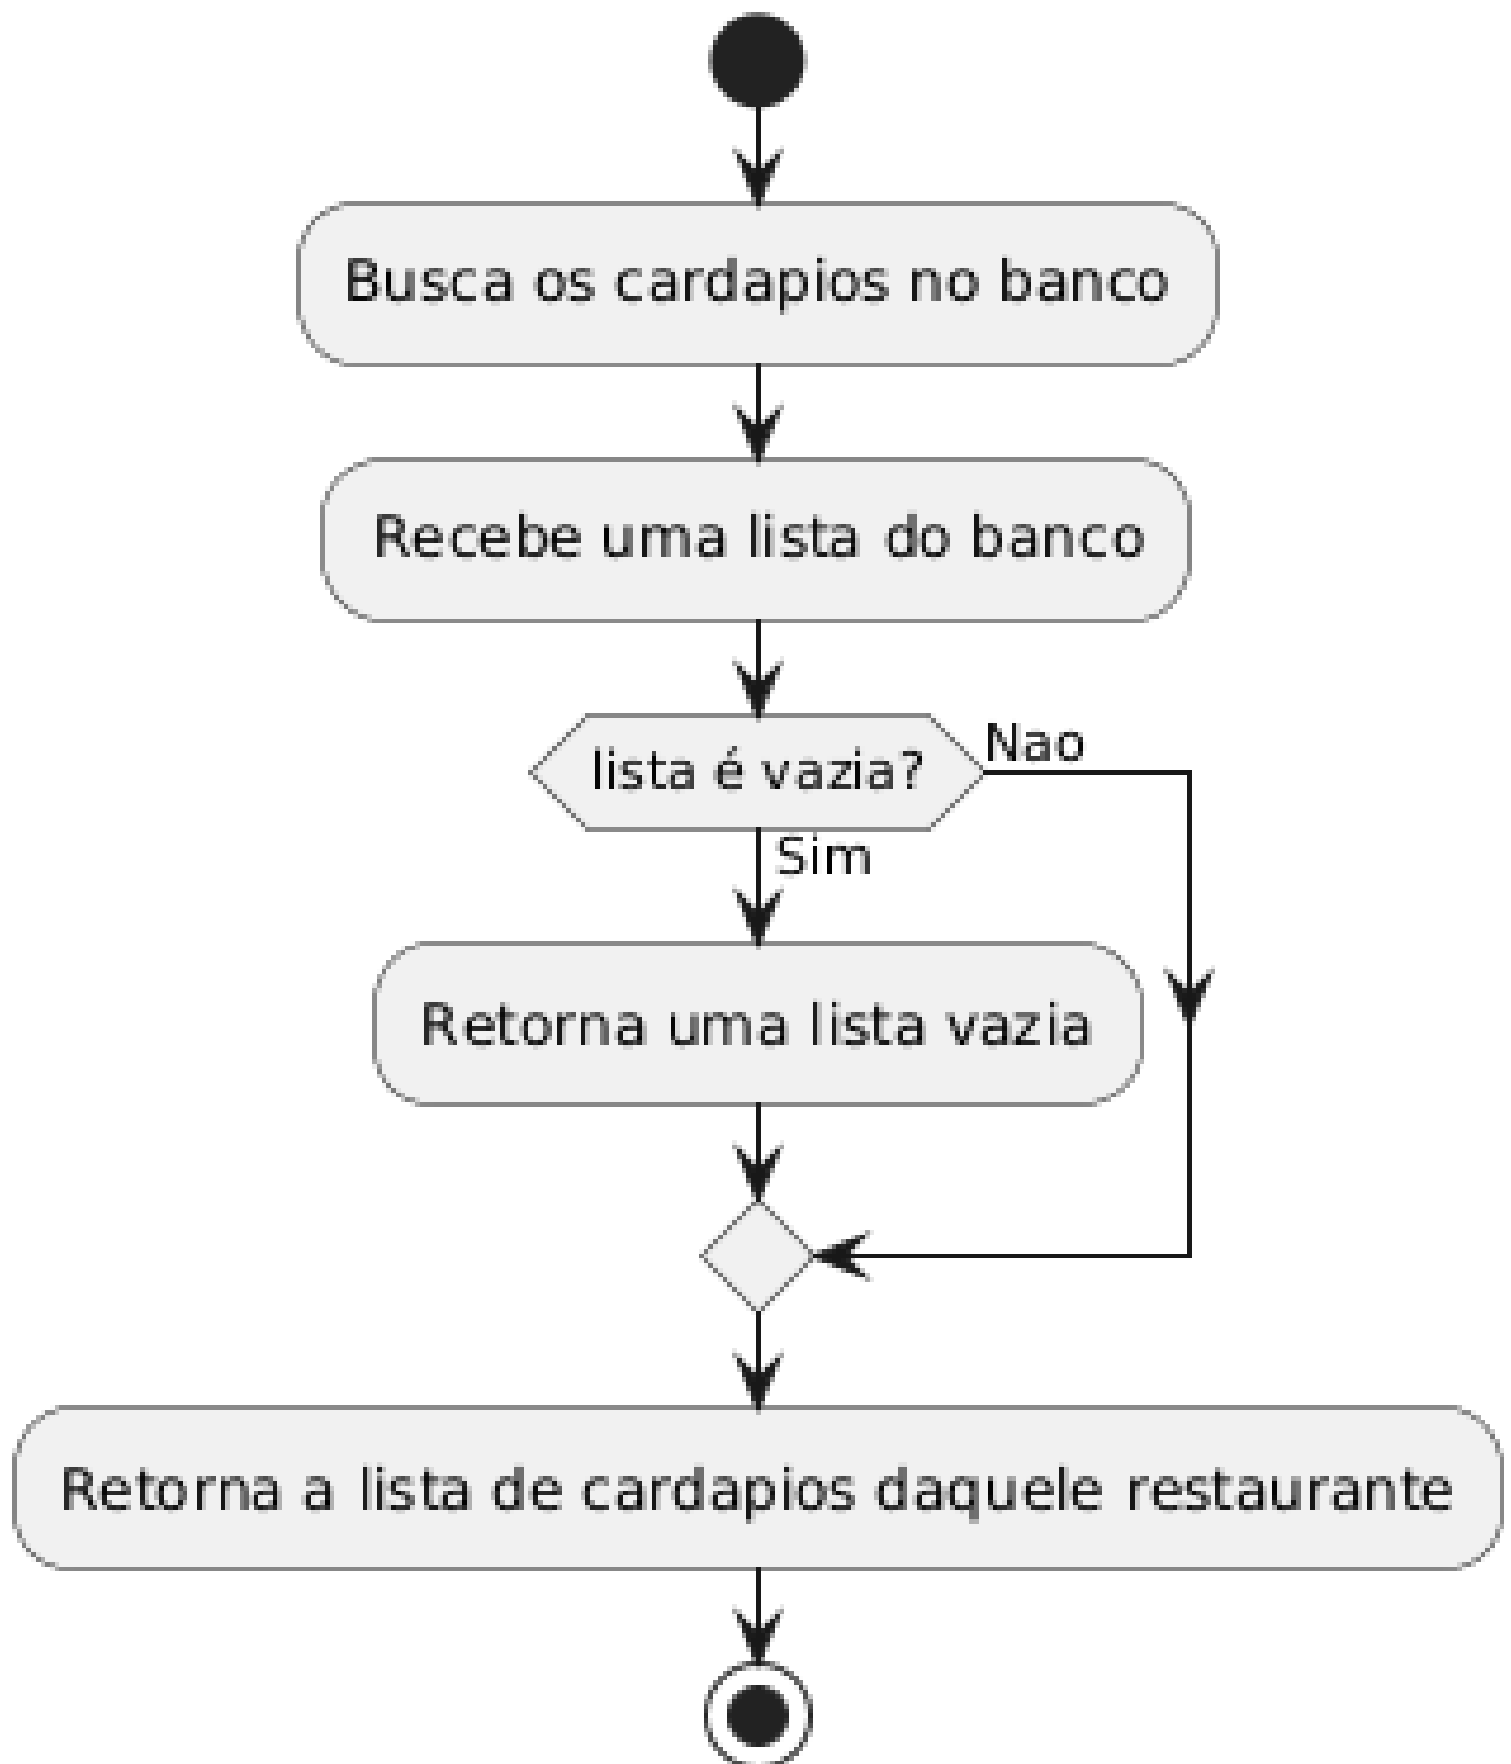 Busca os cardapios no banco
Recebe uma lista do banco
lista é vazia?
Nao
Sim
Retorna uma lista vazia
Retorna a lista de cardapios daquele restaurante